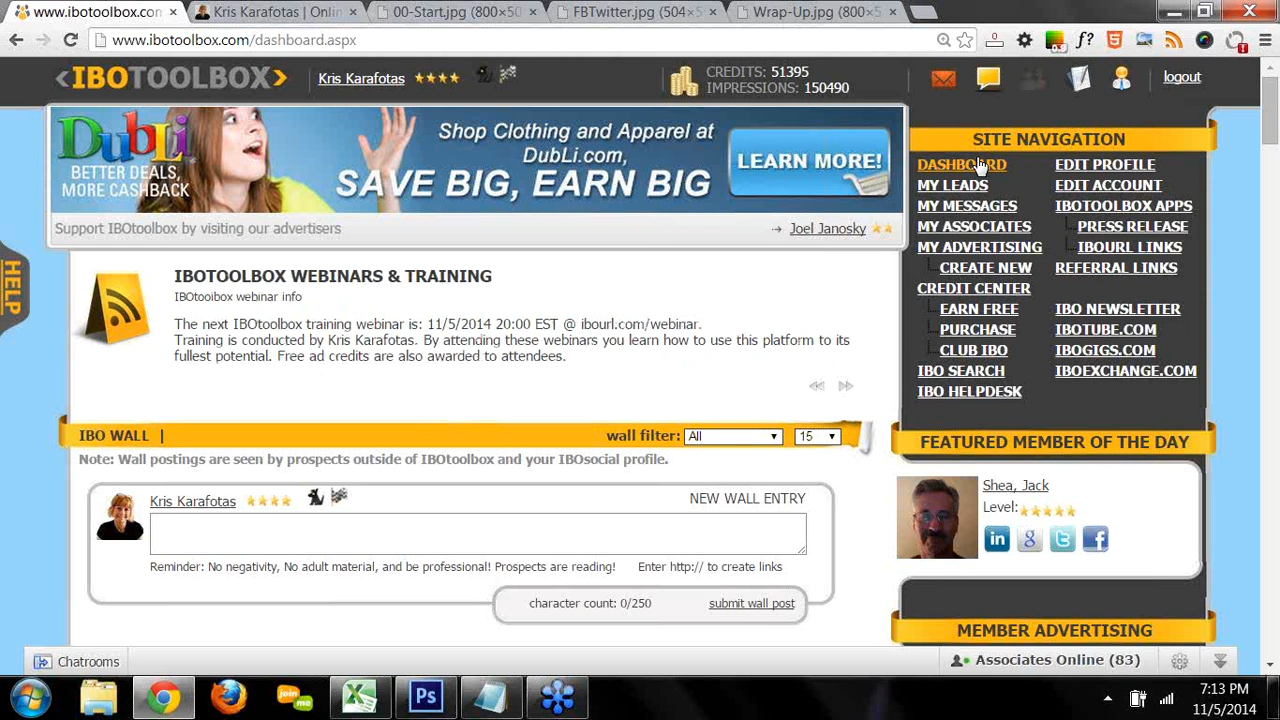 www.ibotoolbox.con
Kris Karafotas | Onlin
00-Start.jpg (800×50
FBTwitter.jpg (504×5
Wrap-Up.jpg (800×5
www.ibotoolbox.com/dashboard.aspx
<IBOTOOLBOX>
Kris Karafotas
CREDITS: 51395
IMPRESSIONS: 150490
logout
DubLi
BETTER DEALS,
MORE CASHBACK
Shop Clothing and Apparel at
DubLi.com,
SAVE BIG, EARN BIG
LEARN MORE!
Support IBOtoolbox by visiting our advertisers
Joel Janosky
HELP
IBOTOOLBOX WEBINARS & TRAINING
IBOtoolbox webinar info
The next IBOtoolbox training webinar is: 11/5/2014 20:00 EST @ ibourl.com/webinar.
Training is conducted by Kris Karafotas. By attending these webinars you learn how to use this platform to its
fullest potential. Free ad credits are also awarded to attendees.
IBO WALL |
wall filter: All 15
Note: Wall postings are seen by prospects outside of IBOtoolbox and your IBOsocial profile.
Kris Karafotas
NEW WALL ENTRY
Reminder: No negativity, No adult material, and be professional! Prospects are reading!
Enter http:// to create links
character count: 0/250
submit wall post
SITE NAVIGATION
DASHBOARD
EDIT PROFILE
MY LEADS
EDIT ACCOUNT
MY MESSAGES
IBOTOOLBOX APPS
MY ASSOCIATES
PRESS RELEASE
MY ADVERTISING
IBOURL LINKS
CREATE NEW
REFERRAL LINKS
CREDIT CENTER
EARN FREE
IBO NEWSLETTER
PURCHASE
IBOTUBE.COM
CLUB IBO
IBOGIGS.COM
IBO SEARCH
IBOEXCHANGE.COM
IBO HELPDESK
FEATURED MEMBER OF THE DAY
Shea, Jack
Level:
MEMBER ADVERTISING
Chatrooms
Associates Online (83)
7:13 PM
11/5/2014